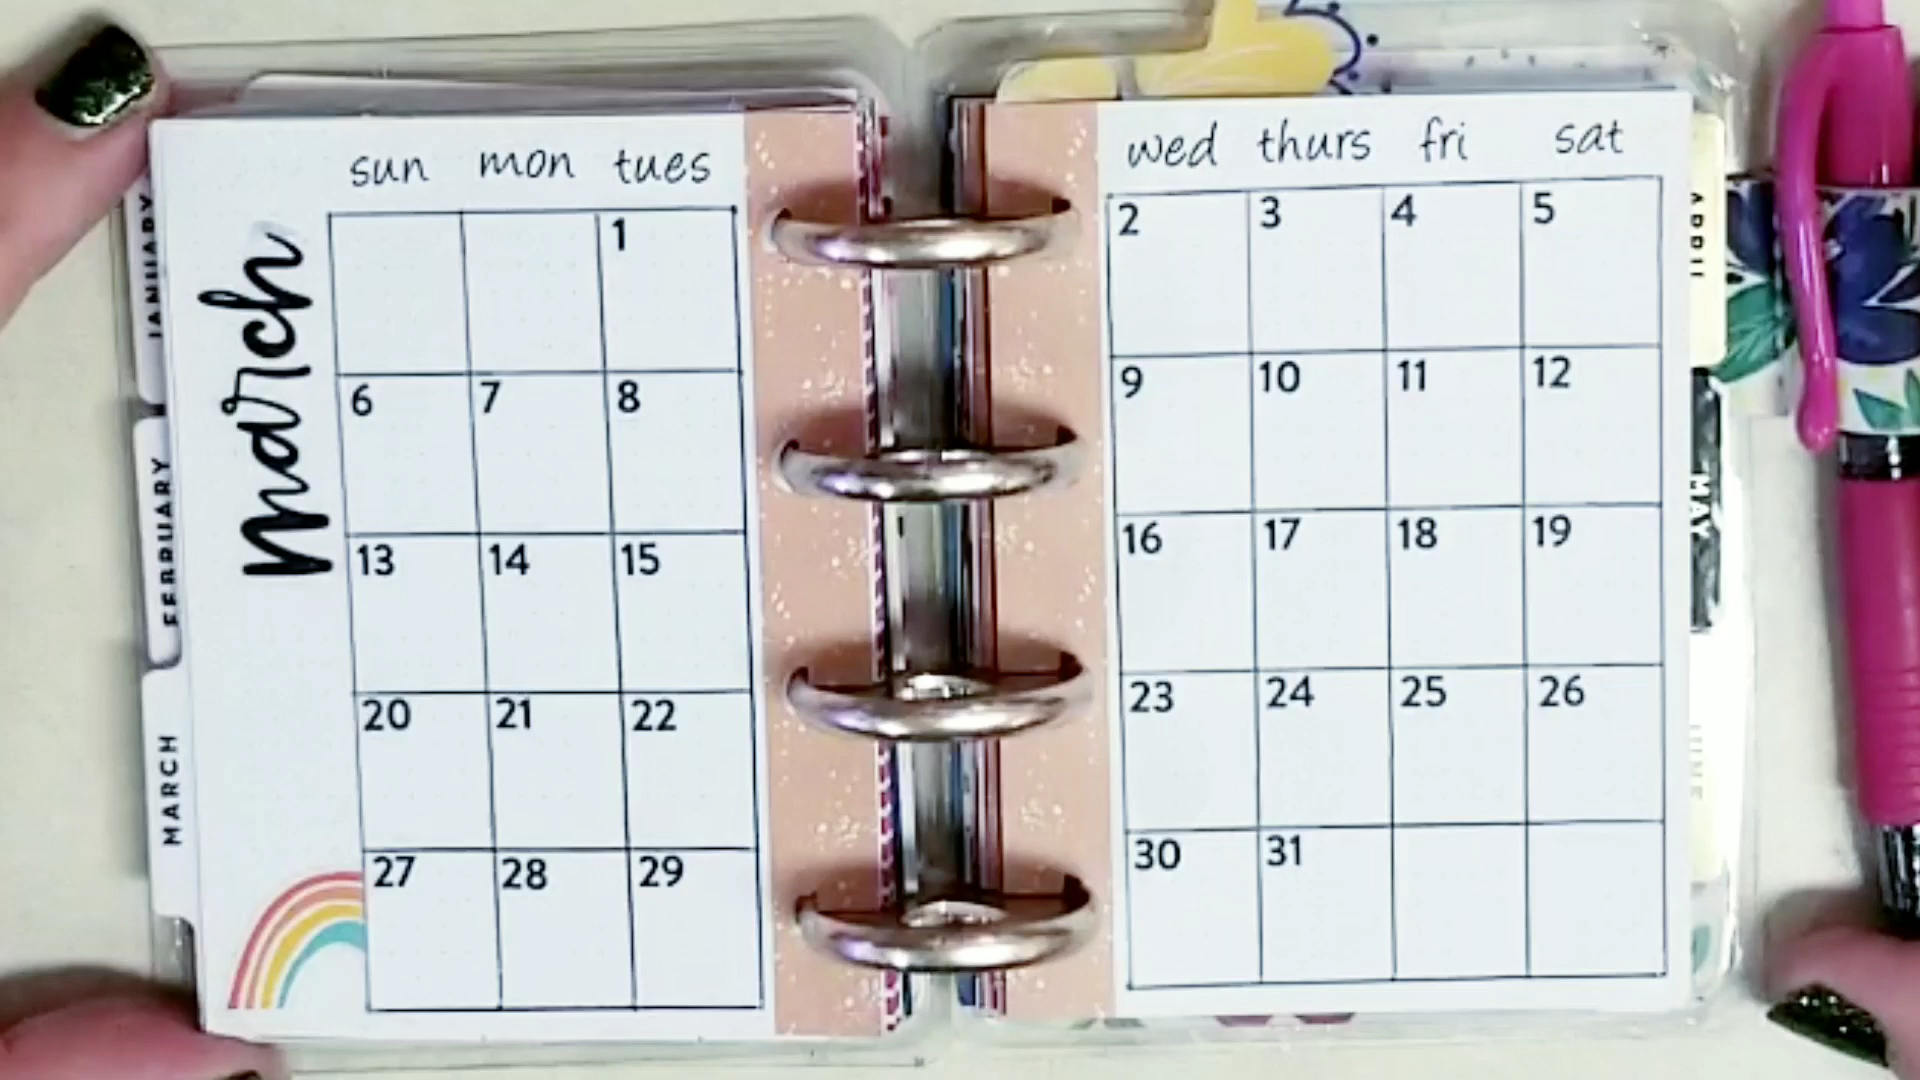 sun mon tues wed thurs fri sat
march
1 2 3 4 5
6 7 8 9 10 11 12
13 14 15 16 17 18 19
20 21 22 23 24 25 26
27 28 29 30 31
JANUARY
FEBRUARY
MARCH
APRIL
MAY
JUNE